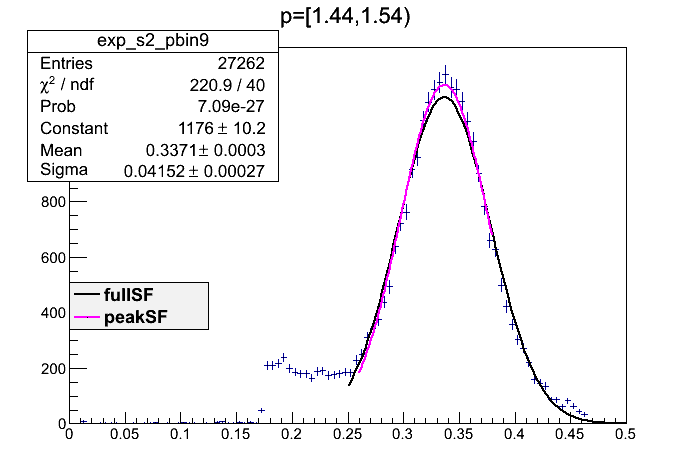 p=[1.44,1.54)
exp_s2_pbin9
Entries 27262
χ² / ndf 220.9 / 40
Prob 7.09e-27
Constant 1176 ± 10.2
Mean 0.3371 ± 0.0003
Sigma 0.04152 ± 0.00027
800
600
400
200
0
fullSF
peakSF
0 0.05 0.1 0.15 0.2 0.25 0.3 0.35 0.4 0.45 0.5